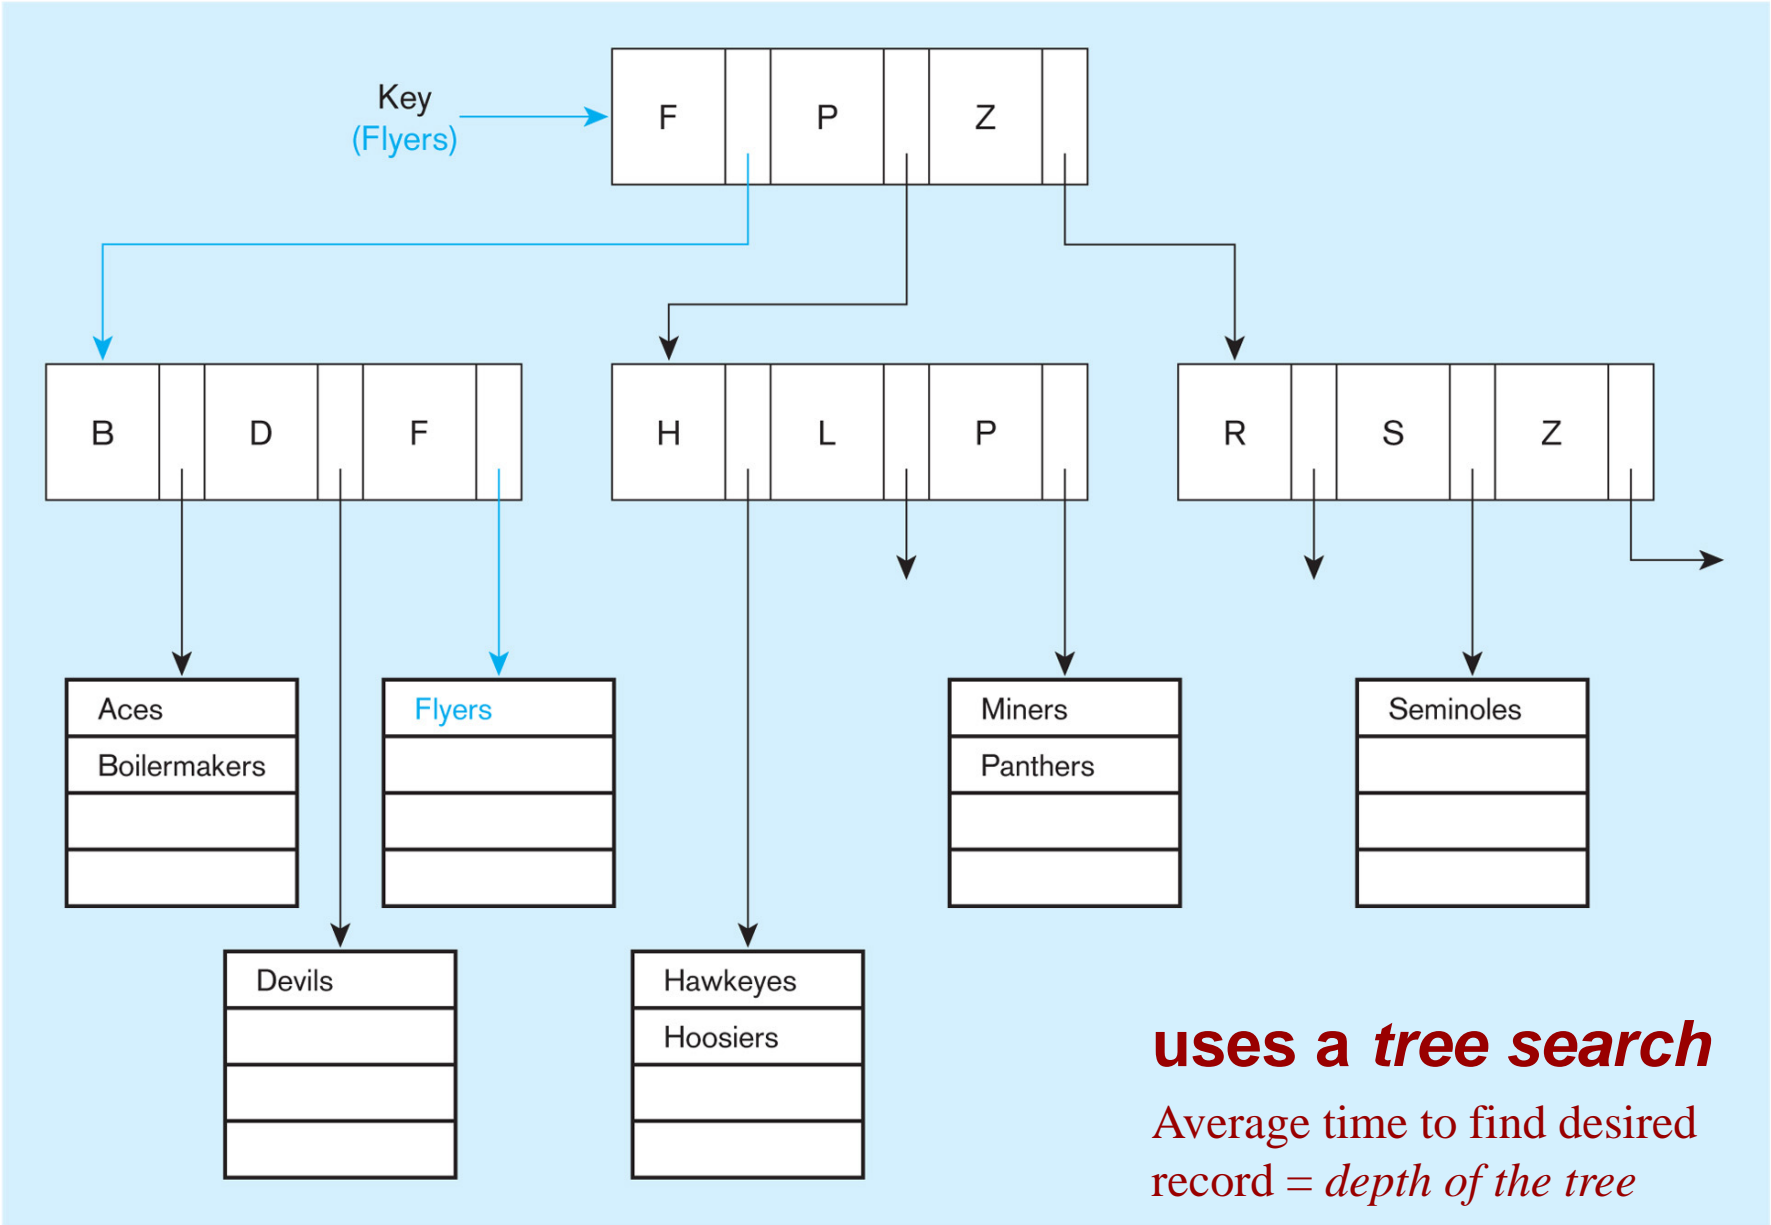 Key
(Flyers)
F P Z
B D F
H L P
R S Z
Aces
Boilermakers
Flyers
Miners
Panthers
Seminoles
Devils
Hawkeyes
Hoosiers
uses a tree search
Average time to find desired
record = depth of the tree